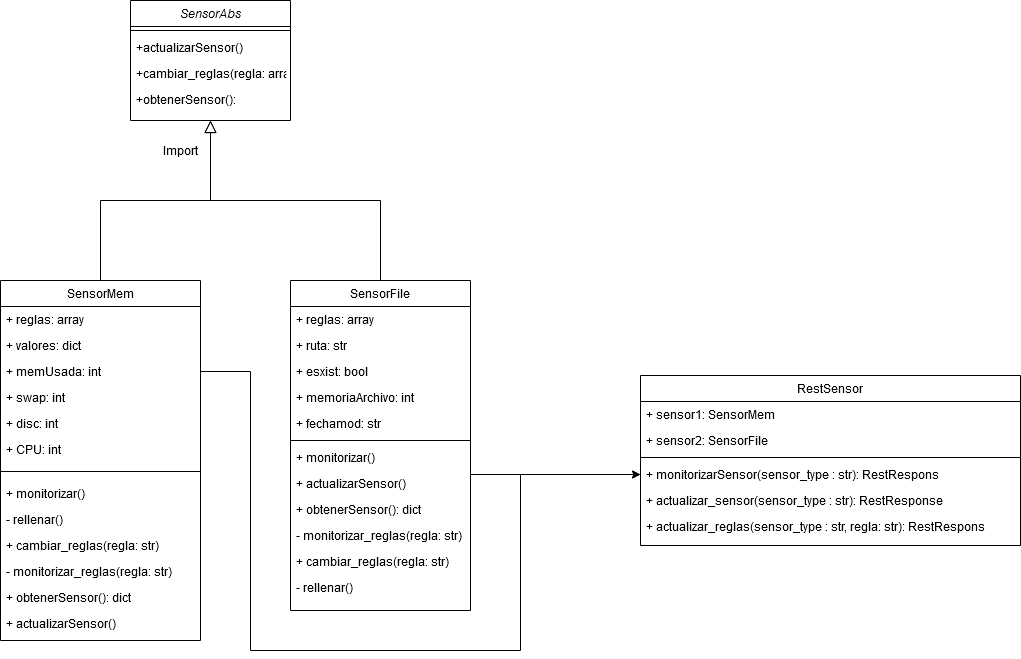 SensorAbs
+actualizarSensor()
+cambiar_reglas(regla: arra
+obtenerSensor():
Import
SensorMem
+ reglas: array
+ valores: dict
+ memUsada: int
+ swap: int
+ disc: int
+ CPU: int
+ monitorizar()
- rellenar()
+ cambiar_reglas(regla: str)
- monitorizar_reglas(regla: str)
+ obtenerSensor(): dict
+ actualizarSensor()
SensorFile
+ reglas: array
+ ruta: str
+ esxist: bool
+ memoriaArchivo: int
+ fechamod: str
+ monitorizar()
+ actualizarSensor()
+ obtenerSensor(): dict
- monitorizar_reglas(regla: str)
+ cambiar_reglas(regla: str)
- rellenar()
RestSensor
+ sensor1: SensorMem
+ sensor2: SensorFile
+ monitorizarSensor(sensor_type : str): RestRespons
+ actualizar_sensor(sensor_type : str): RestResponse
+ actualizar_reglas(sensor_type : str, regla: str): RestRespons